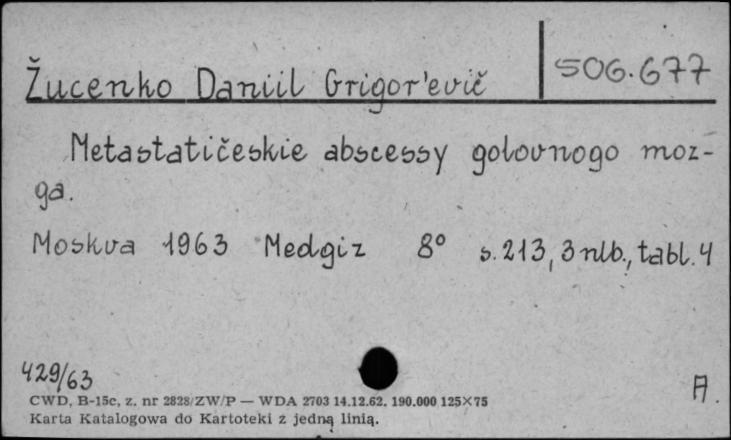 Žucenko Daniil Grigor'evič 506.677
Metastatičeskie abscessy golovnogo moz-
ga.
Moskva 1963 Medgiz 8° s. 213, 3 nlb., tabl. 4
429/63
A.
CWD, B-15c, z. nr 2828/ZW/P — WDA 2703 14.12.62. 190.000 125×75
Karta Katalogowa do Kartoteki z jedną linią.